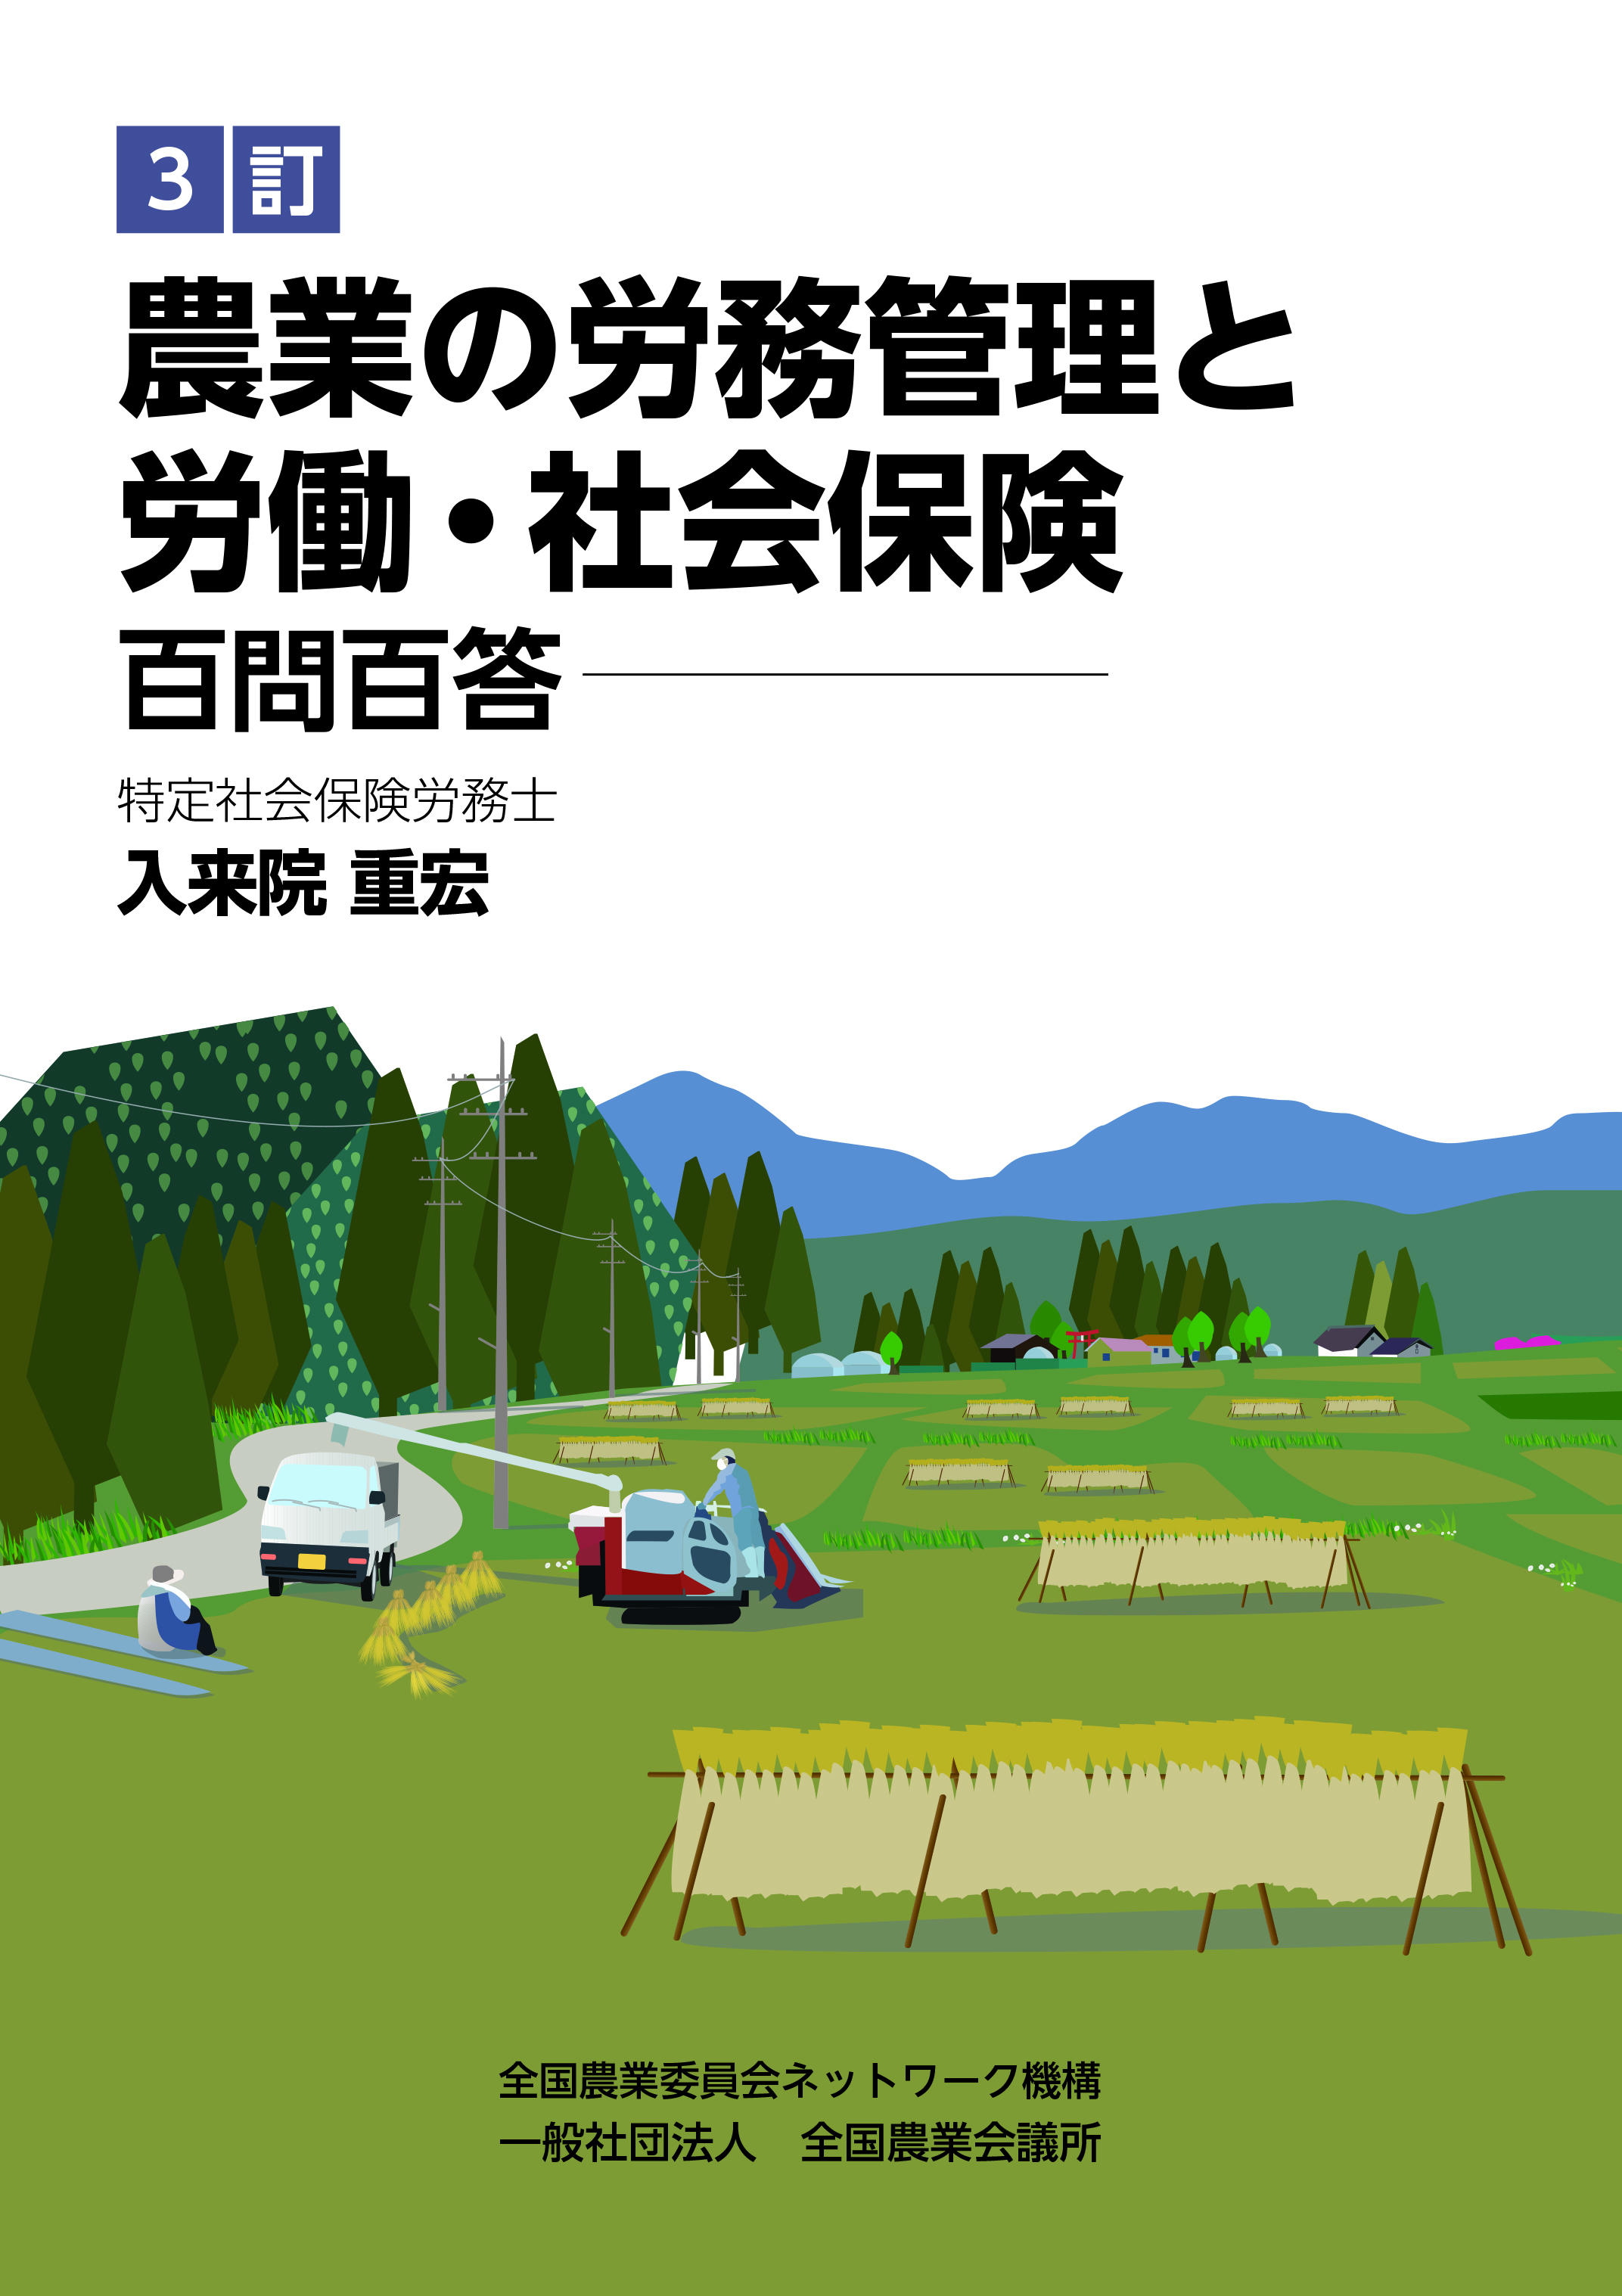 3訂
農業の労務管理と
労働・社会保険
百問百答
特定社会保険労務士
入来院 重宏
全国農業委員会ネットワーク機構
一般社団法人　全国農業会議所